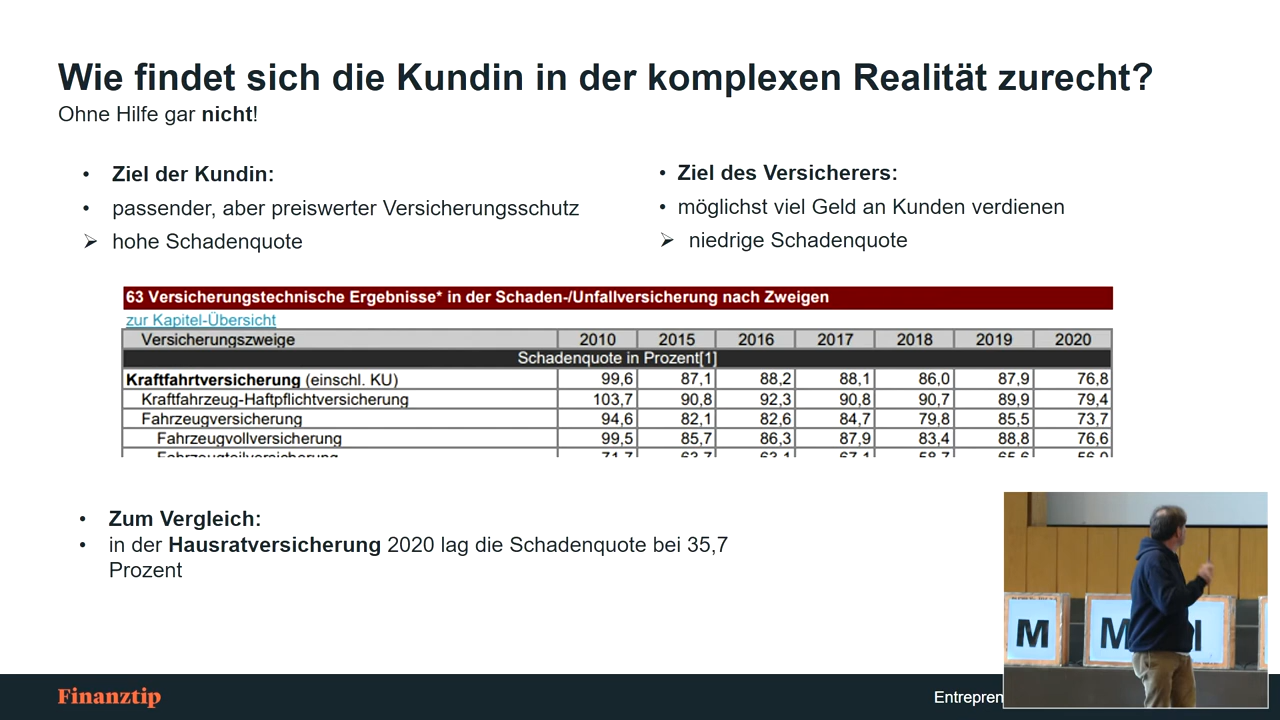 Wie findet sich die Kundin in der komplexen Realität zurecht?
Ohne Hilfe gar nicht!
• Ziel der Kundin:
• passender, aber preiswerter Versicherungsschutz
➢ hohe Schadenquote
• Ziel des Versicherers:
• möglichst viel Geld an Kunden verdienen
➢ niedrige Schadenquote
63 Versicherungstechnische Ergebnisse* in der Schaden-/Unfallversicherung nach Zweigen
zur Kapitel-Übersicht
Versicherungszweige 2010 2015 2016 2017 2018 2019 2020
Schadenquote in Prozent[1]
Kraftfahrtversicherung (einschl. KU) 99,6 87,1 88,2 88,1 86,0 87,9 76,8
Kraftfahrzeug-Haftpflichtversicherung 103,7 90,8 92,3 90,8 90,7 89,9 79,4
Fahrzeugversicherung 94,6 82,1 82,6 84,7 79,8 85,5 73,7
Fahrzeugvollversicherung 99,5 85,7 86,3 87,9 83,4 88,8 76,6
Fahrzeugteilversicherung 71,7 63,7 63,1 67,1 58,7 65,6 56,0
• Zum Vergleich:
• in der Hausratversicherung 2020 lag die Schadenquote bei 35,7
Prozent
M M I
Finanztip
Entrepren